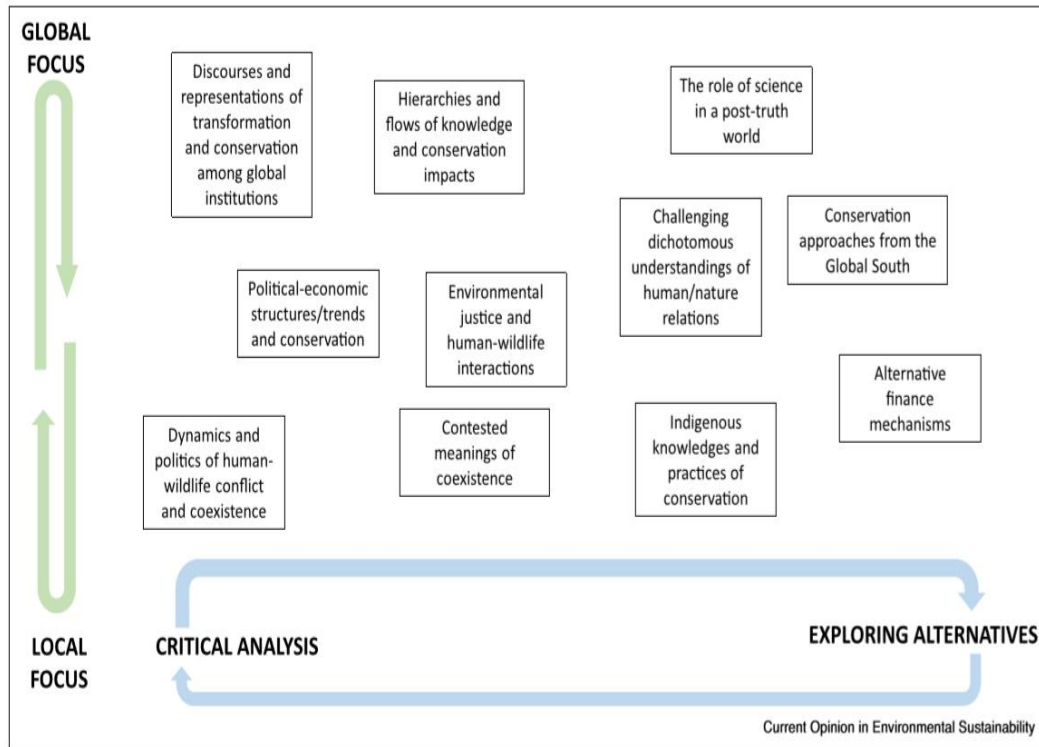 GLOBAL
FOCUS
Discourses and
representations of
transformation
and conservation
among global
institutions
Hierarchies and
flows of knowledge
and conservation
impacts
The role of science
in a post-truth
world
Challenging
dichotomous
understandings of
human/nature
relations
Conservation
approaches from the
Global South
Political-economic
structures/trends
and conservation
Environmental
justice and
human-wildlife
interactions
Alternative
finance
mechanisms
Dynamics and
politics of human-
wildlife conflict
and coexistence
Contested
meanings of
coexistence
Indigenous
knowledges and
practices of
conservation
LOCAL
FOCUS
CRITICAL ANALYSIS
EXPLORING ALTERNATIVES
Current Opinion in Environmental Sustainability